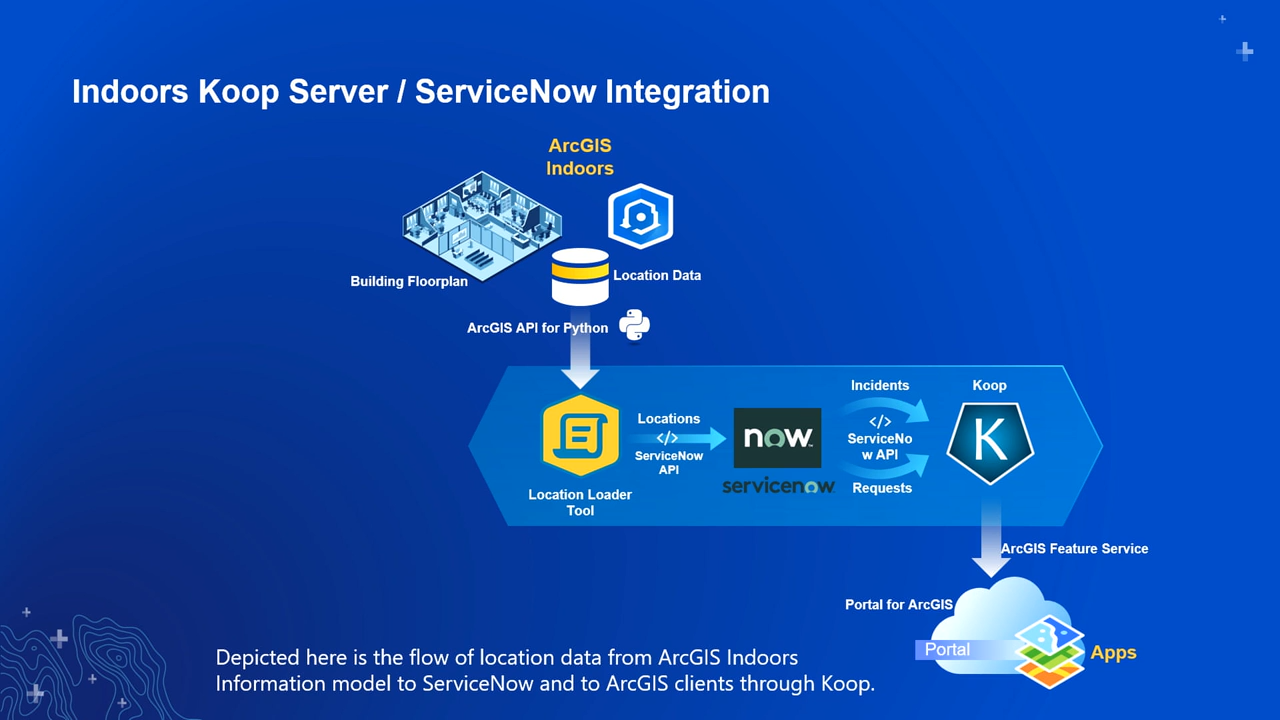 Indoors Koop Server / ServiceNow Integration
ArcGIS
Indoors
Building Floorplan
Location Data
ArcGIS API for Python
Locations
</>
ServiceNow
API
Location Loader
Tool
now
servicenow
Incidents
</>
ServiceNo
w API
Requests
Koop
K
ArcGIS Feature Service
Portal for ArcGIS
Portal
Apps
Depicted here is the flow of location data from ArcGIS Indoors
Information model to ServiceNow and to ArcGIS clients through Koop.